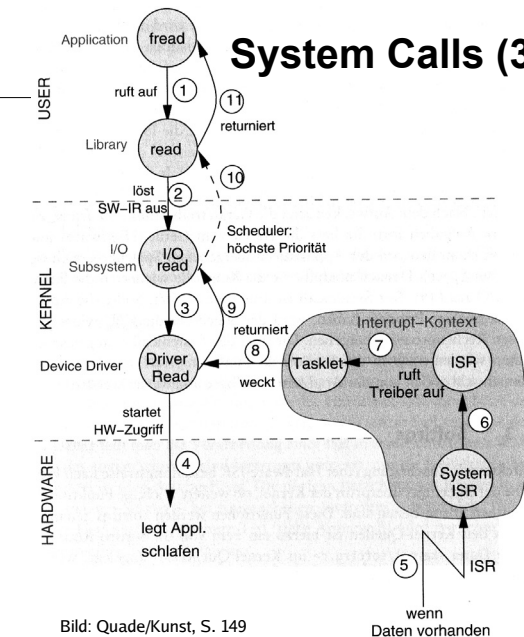 System Calls (3
Application
fread
USER
ruft auf
1
11
returniert
Library
read
10
löst
2
SW-IR aus
Scheduler:
höchste Priorität
KERNEL
I/O
Subsystem
I/O
read
3
9
returniert
Interrupt-Kontext
Device Driver
Driver
Read
8
weckt
Tasklet
7
ruft
Treiber auf
ISR
6
startet
HW-Zugriff
HARDWARE
4
System
ISR
legt Appl.
schlafen
5
ISR
wenn
Daten vorhanden
Bild: Quade/Kunst, S. 149